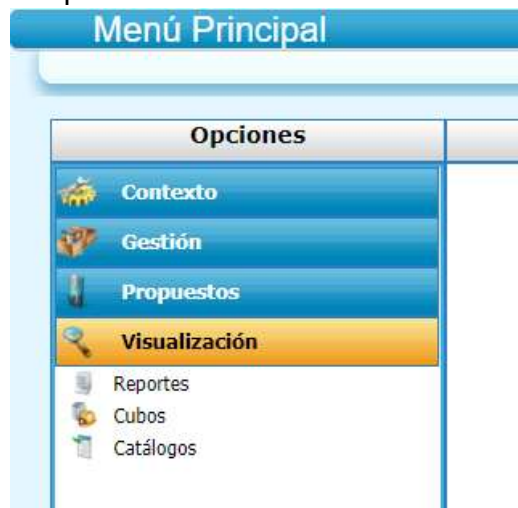 Menú Principal
Opciones
Contexto
Gestión
Propuestos
Visualización
Reportes
Cubos
Catálogos